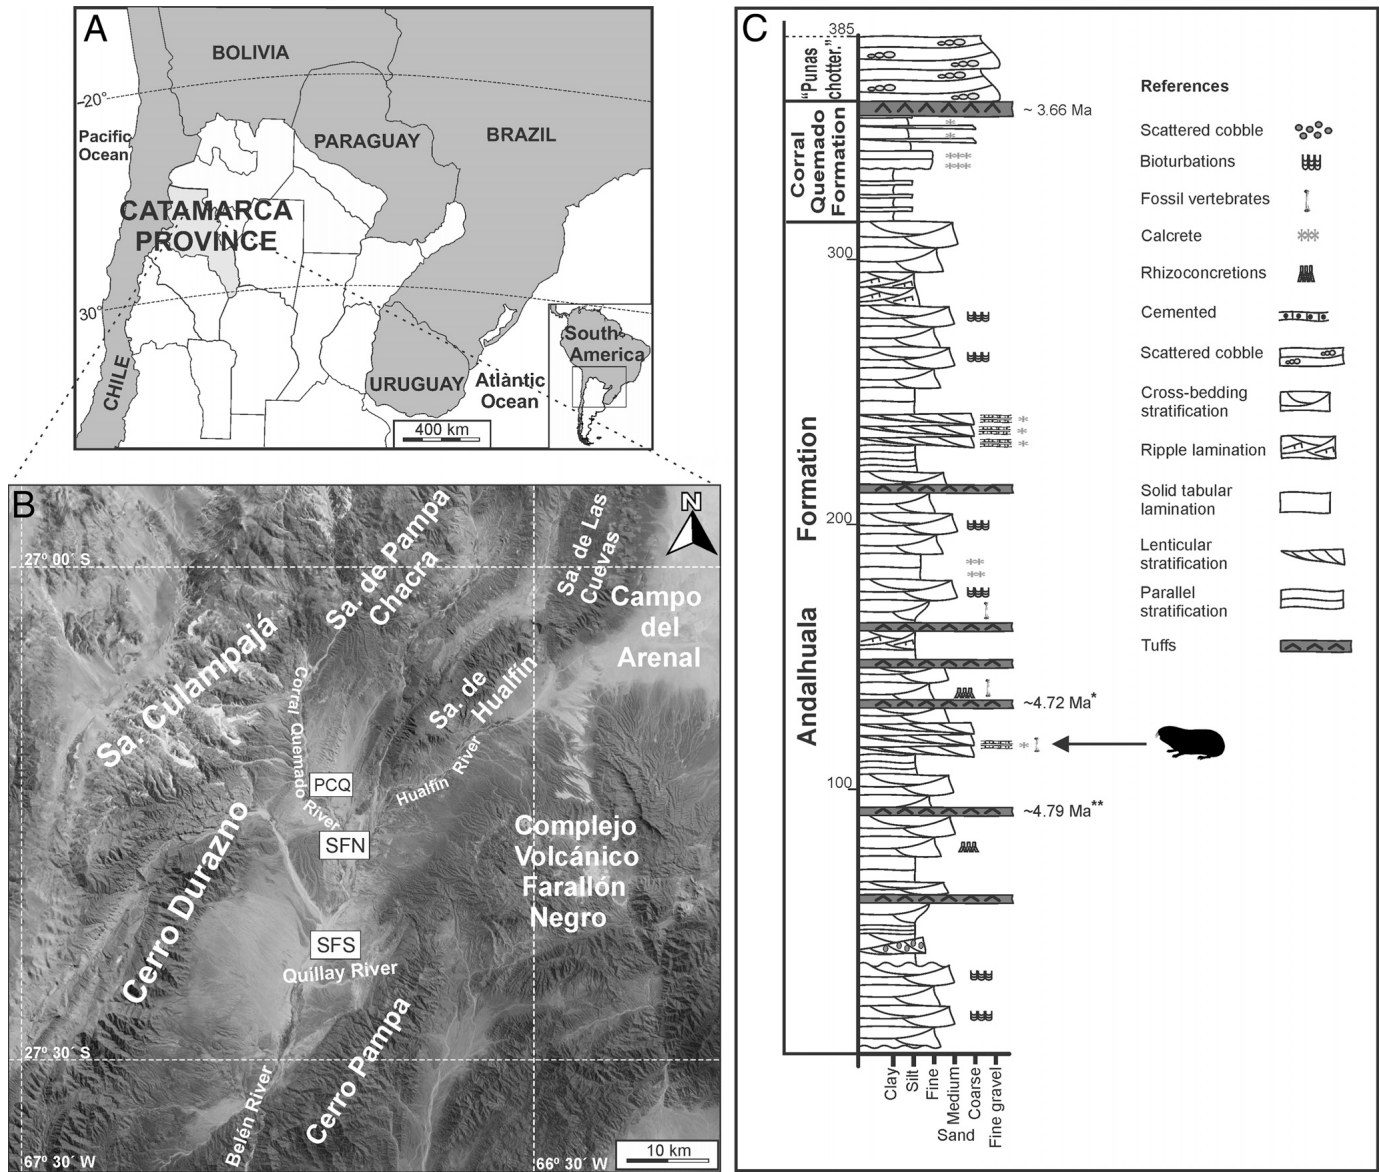 A
BOLIVIA
20°
Pacific
Ocean
PARAGUAY
BRAZIL
CATAMARCA
PROVINCE
30°
CHILE
URUGUAY
Atlàntic
Ocean
South
America
400 km
B
N
27º 00´ S
Sa. de Pampa
Chacra
Sa. de Las
Cuevas
Campo
del
Arenal
Sa. Culampajá
Sa. de
Hualfín
Corral Quemado River
Hualfín River
PCQ
SFN
Complejo
Volcánico
Farallón
Negro
Cerro Durazno
SFS
Quíllay River
Cerro Pampa
27º 30´ S
Belén River
67º 30´ W
66º 30´ W
10 km
C
385
"Punas
chotter."
~ 3.66 Ma
Corral
Quemado
Formation
300
200
100
Andalhuala Formation
~4.72 Ma*
~4.79 Ma**
Clay
Silt
Fine
Medium
Coarse
Sand
Fine gravel
References
Scattered cobble
Bioturbations
Fossil vertebrates
Calcrete
Rhizoconcretions
Cemented
Scattered cobble
Cross-bedding
stratification
Ripple lamination
Solid tabular
lamination
Lenticular
stratification
Parallel
stratification
Tuffs